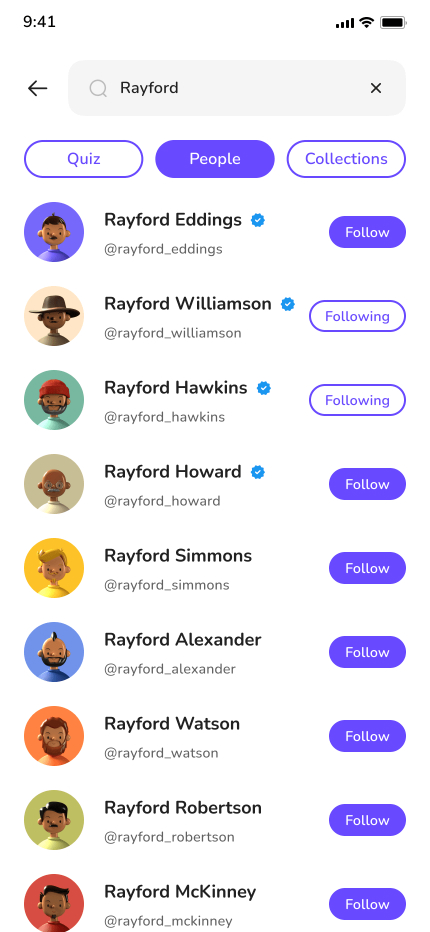 9:41
Rayford
Quiz
People
Collections
Rayford Eddings
@rayford_eddings
Follow
Rayford Williamson
@rayford_williamson
Following
Rayford Hawkins
@rayford_hawkins
Following
Rayford Howard
@rayford_howard
Follow
Rayford Simmons
@rayford_simmons
Follow
Rayford Alexander
@rayford_alexander
Follow
Rayford Watson
@rayford_watson
Follow
Rayford Robertson
@rayford_robertson
Follow
Rayford McKinney
@rayford_mckinney
Follow